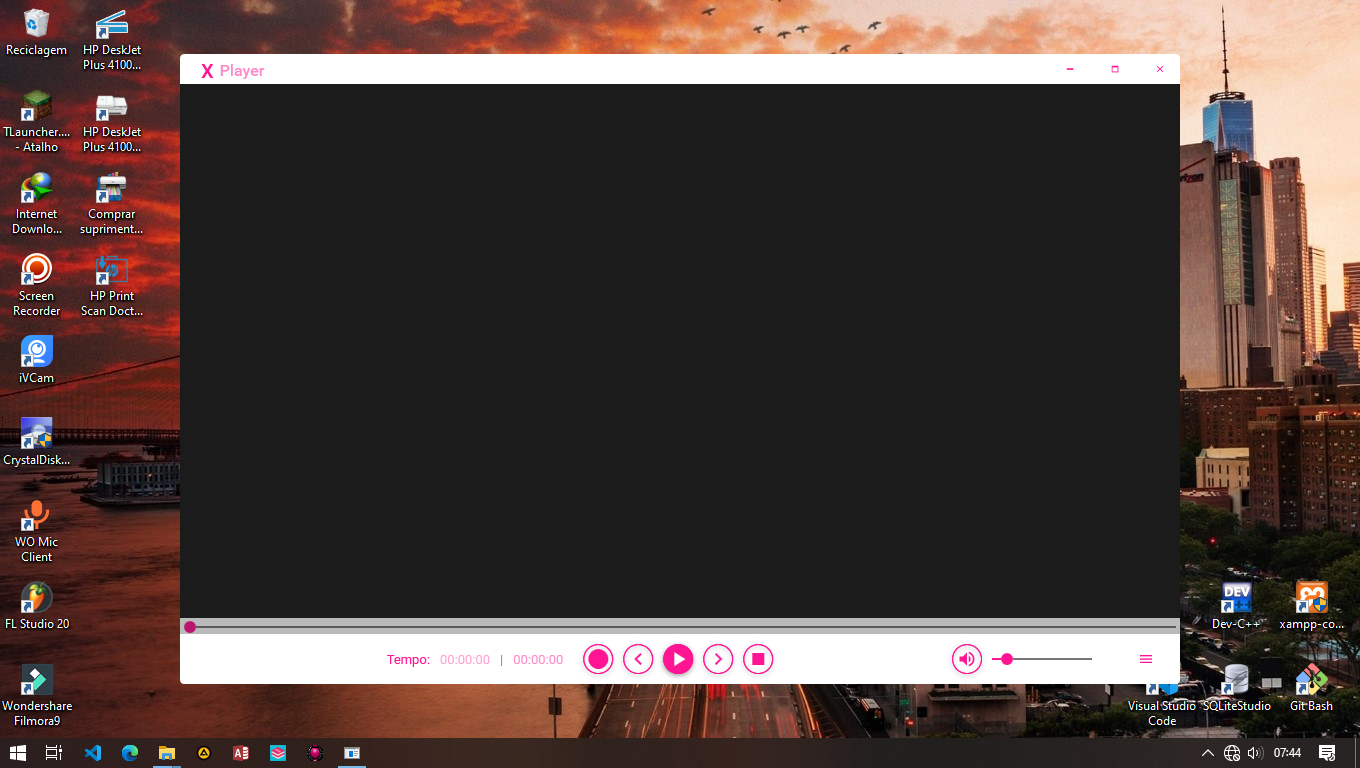 Reciclagem
HP DeskJet
Plus 4100...
TLauncher....
- Atalho
HP DeskJet
Plus 4100...
Internet
Downlo...
Comprar
supriment...
Screen
Recorder
HP Print
Scan Doct...
iVCam
CrystalDisk...
WO Mic
Client
FL Studio 20
Wondershare
Filmora9
X Player
Tempo: 00:00:00 | 00:00:00
DEV
Dev-C++
xampp-co...
Visual Studio
Code
SQLiteStudio
Git Bash
07:44